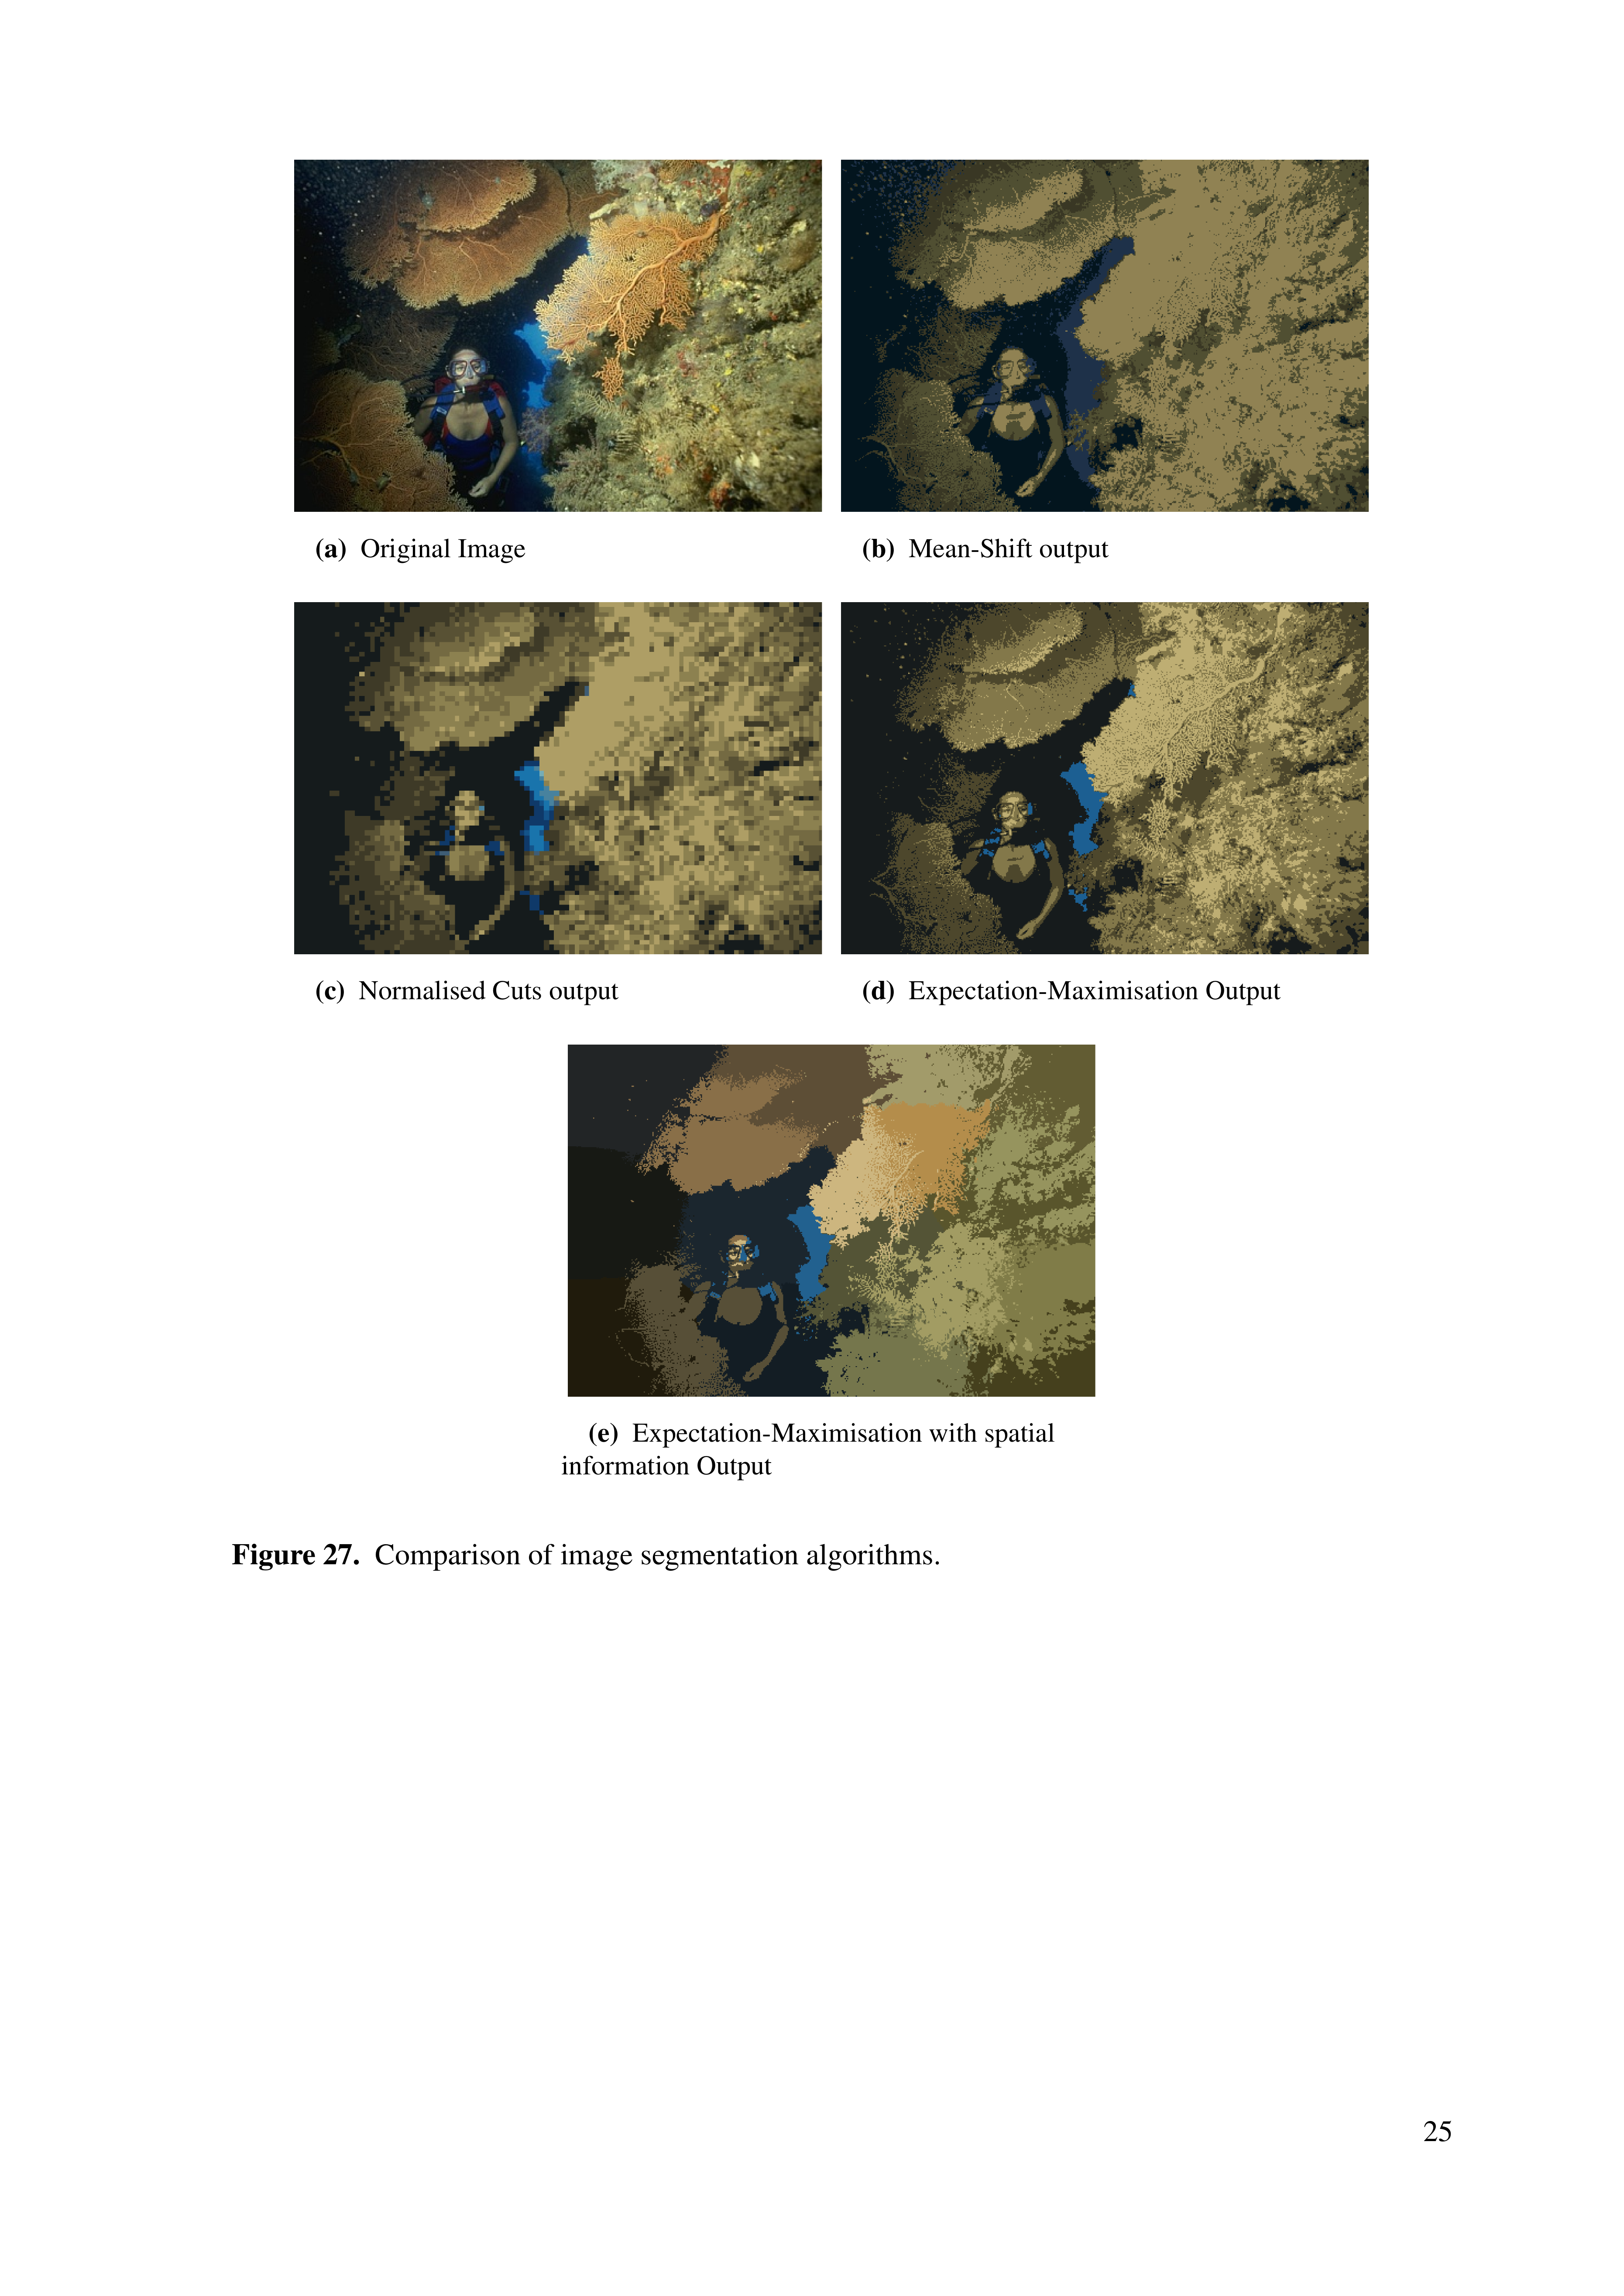 (a) Original Image
(b) Mean-Shift output
(c) Normalised Cuts output
(d) Expectation-Maximisation Output
(e) Expectation-Maximisation with spatial
information Output
Figure 27. Comparison of image segmentation algorithms.
25